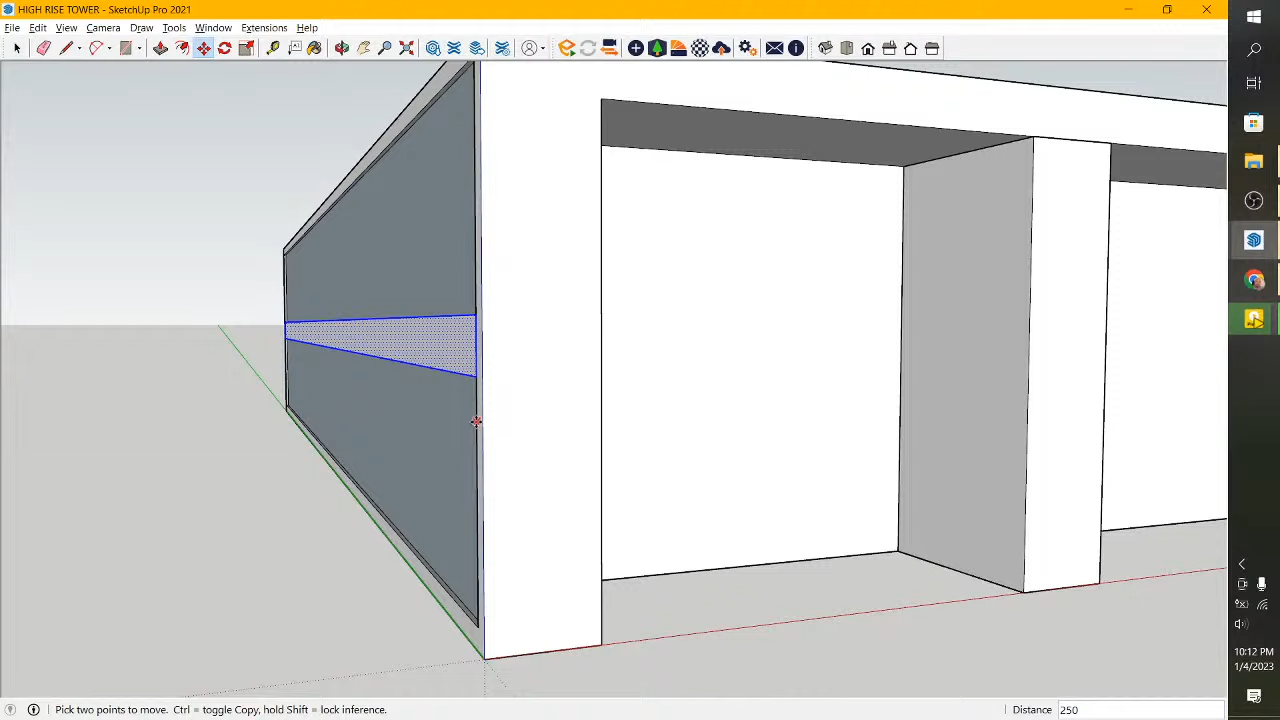 HIGH RISE TOWER - SketchUp Pro 2021
File Edit View Camera Draw Tools Window Extensions Help
Pick two points to move. Ctrl = toggle Copy, hold Shift = lock inference.
Distance 250
10:12 PM
1/4/2023